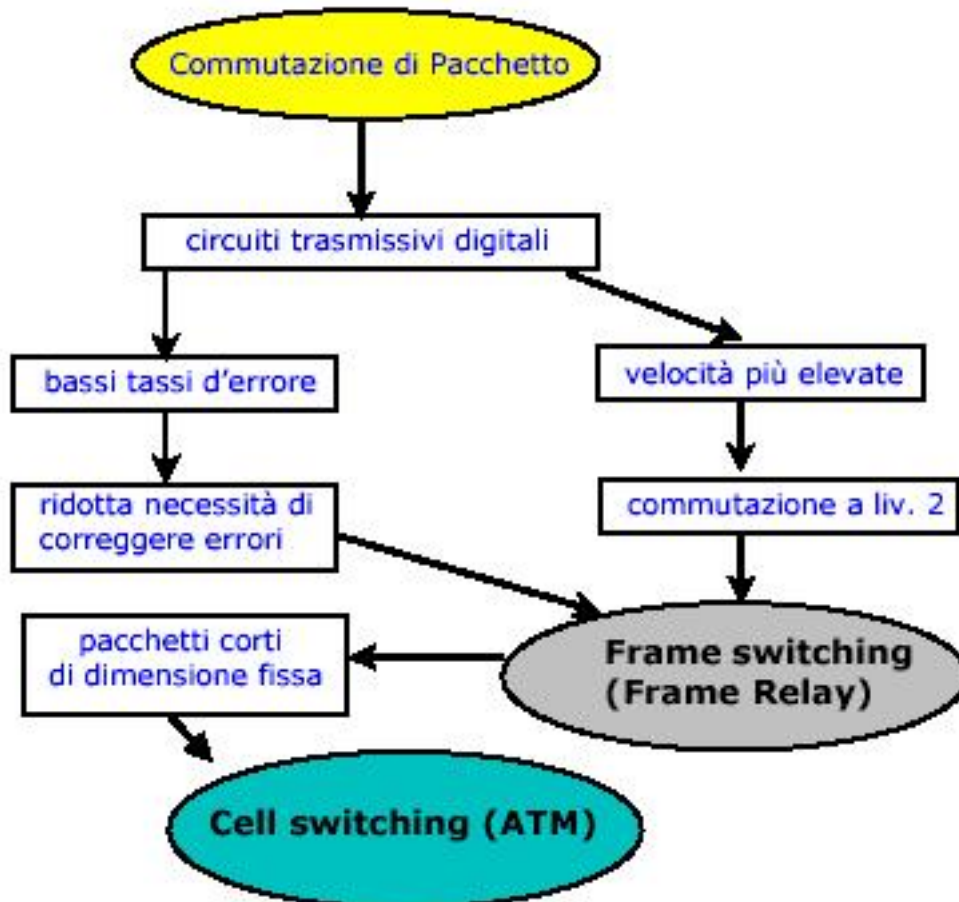 Commutazione di Pacchetto
circuiti trasmissivi digitali
bassi tassi d'errore
velocità più elevate
ridotta necessità di
correggere errori
commutazione a liv. 2
pacchetti corti
di dimensione fissa
Frame switching
(Frame Relay)
Cell switching (ATM)